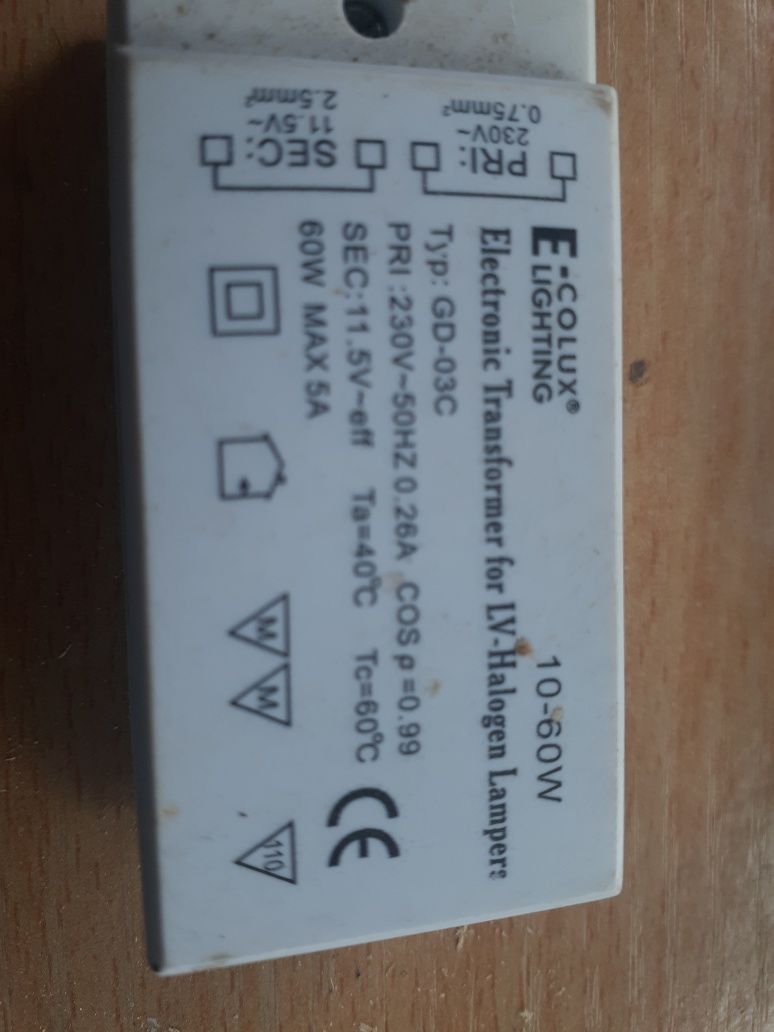 E-COLUX®
LIGHTING
10-60W
Electronic Transformer for LV-Halogen Lampers
Typ: GD-03C
PRI :230V~50HZ 0.26A COS ρ=0.99
SEC:11.5V~eff Ta=40℃ Tc=60℃
60W MAX 5A
CE
M M
110
PRI:
230V~
0.75mm²
SEC:
11.5V~
2.5mm²